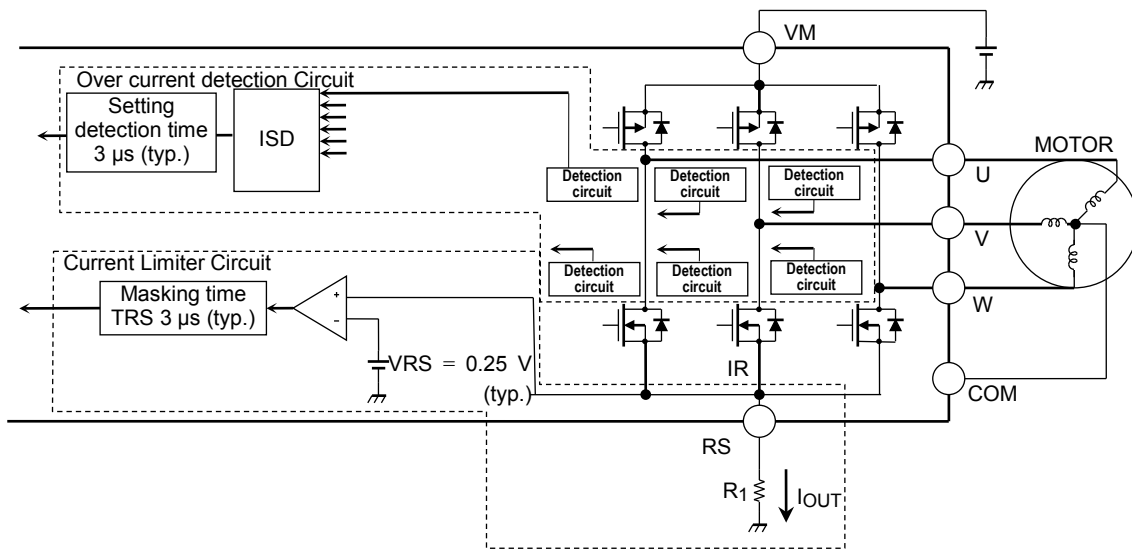 VM
Over current detection Circuit
Setting
detection time
3 µs (typ.)
ISD
MOTOR
Detection
circuit
Detection
circuit
Detection
circuit
U
V
Detection
circuit
Detection
circuit
Detection
circuit
W
Current Limiter Circuit
Masking time
TRS 3 µs (typ.)
+
−
VRS = 0.25 V
(typ.)
IR
COM
RS
R1
IOUT